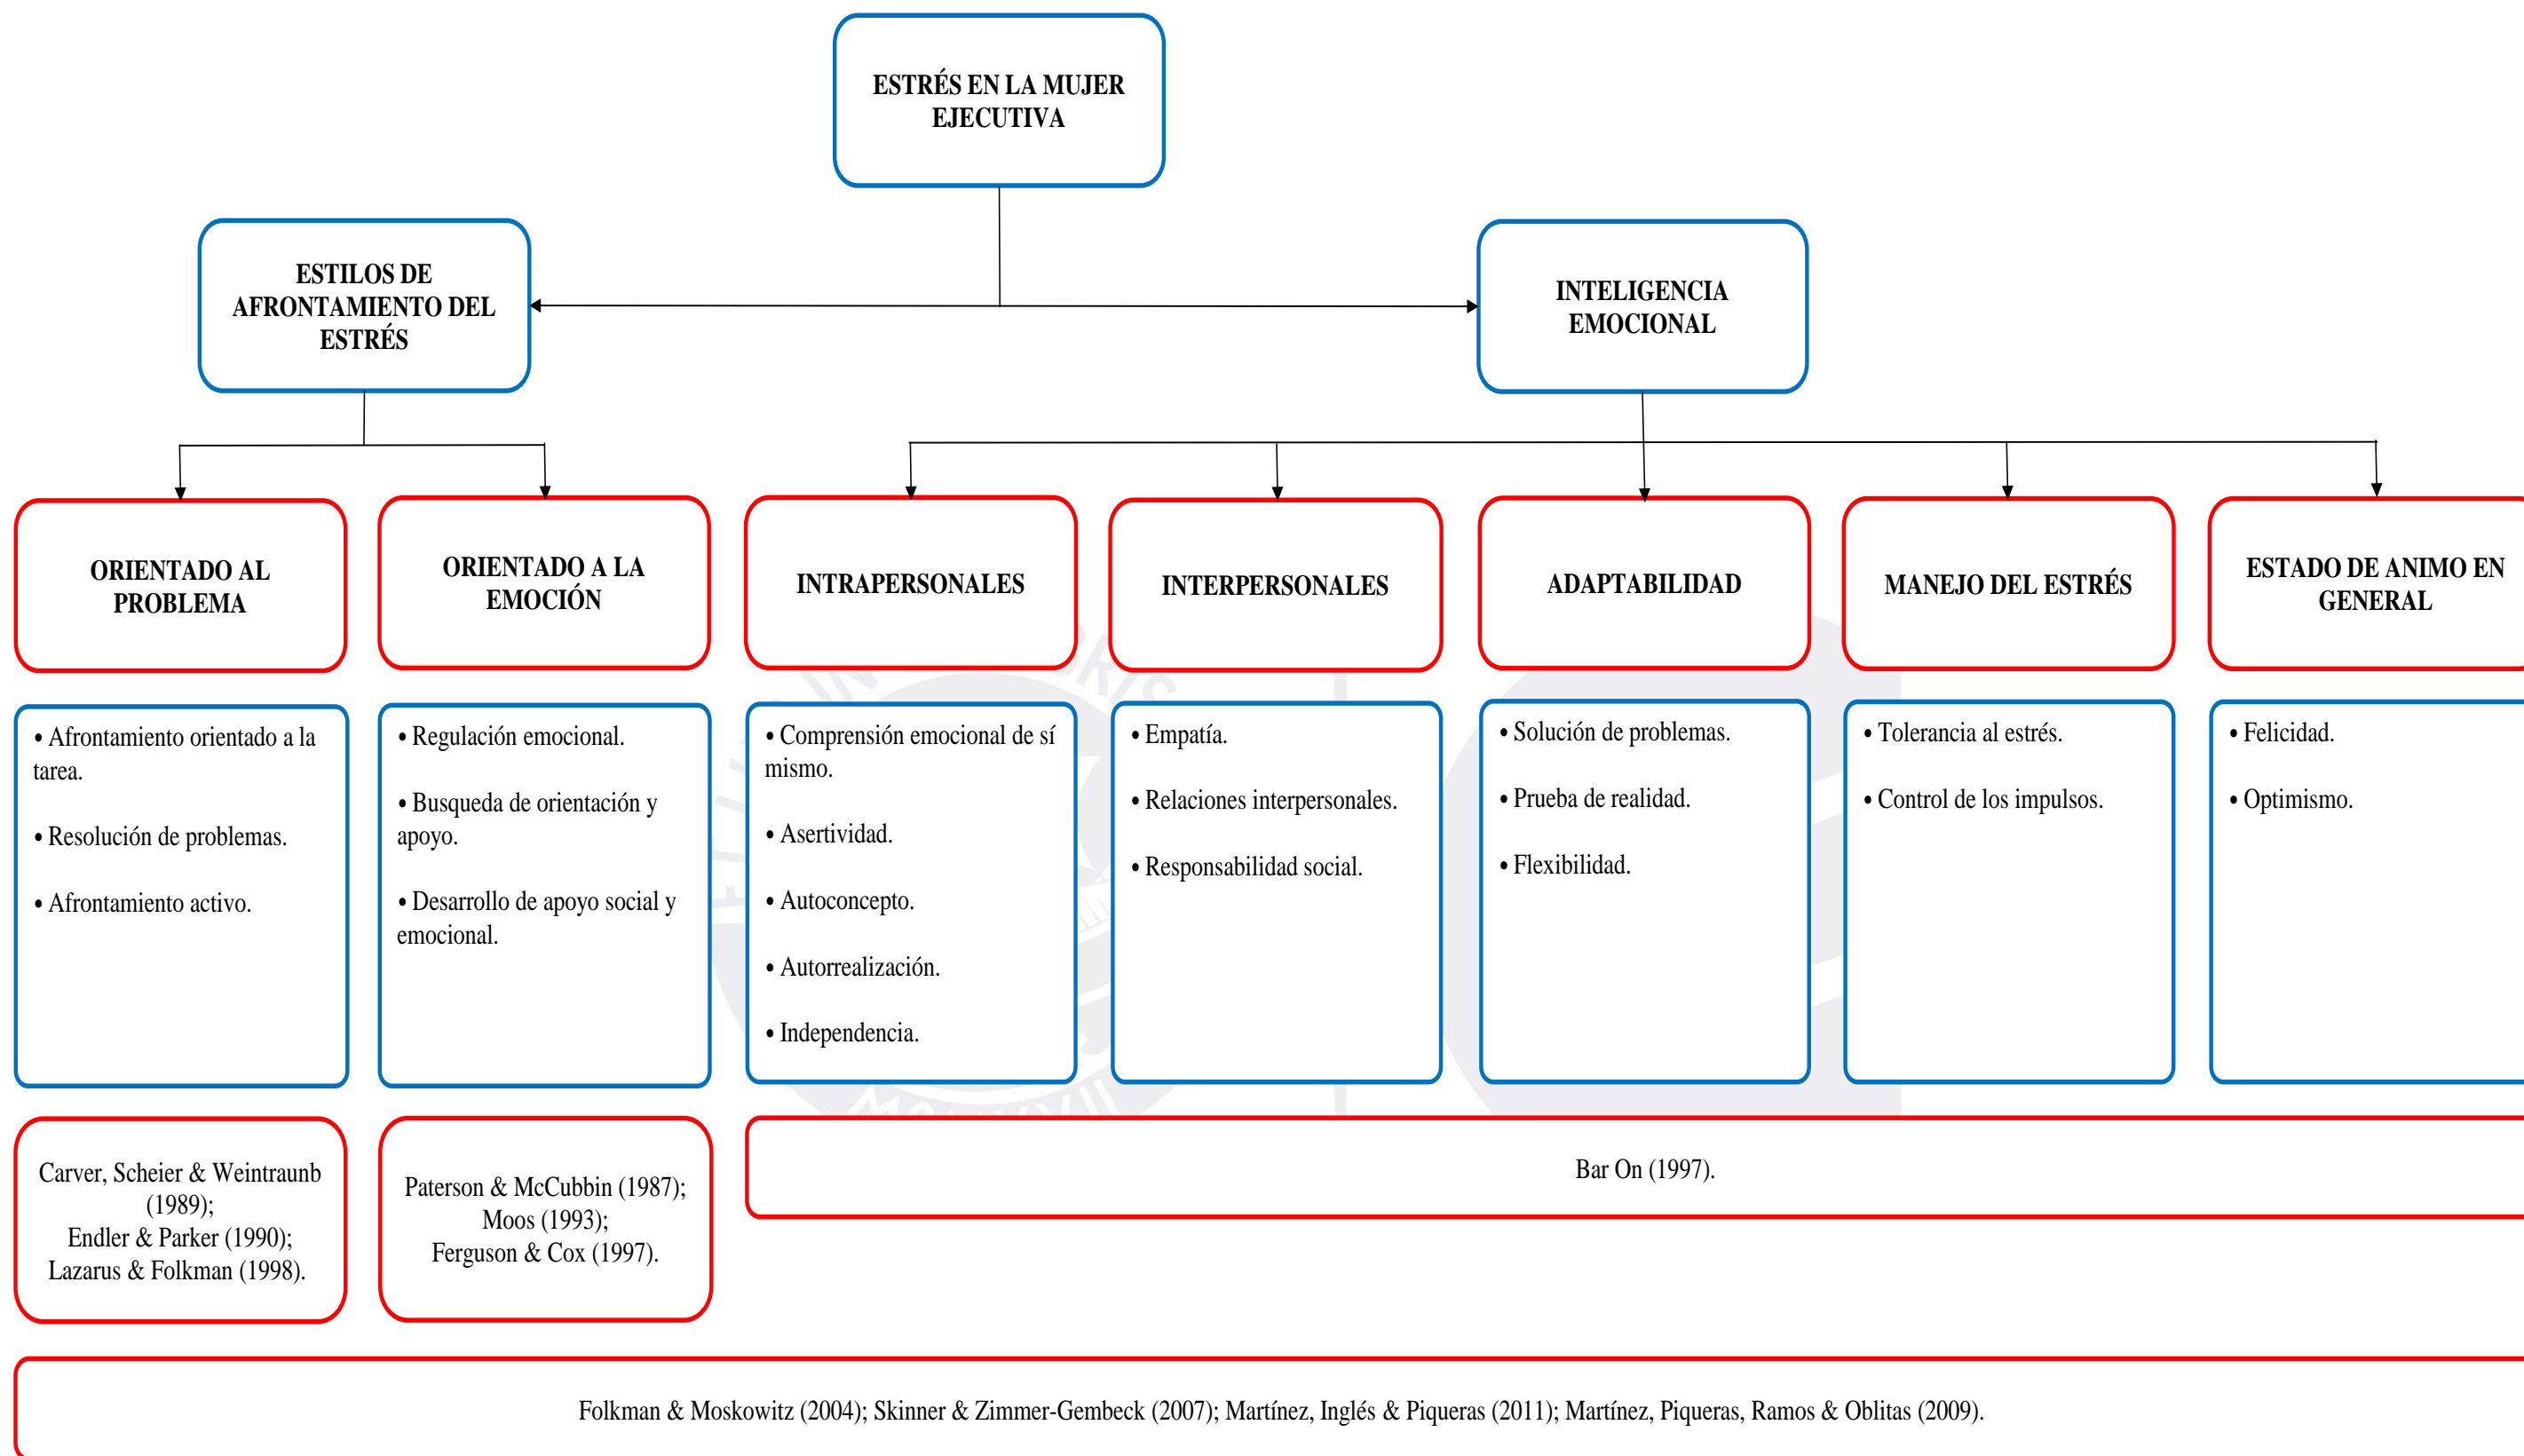 ESTRÉS EN LA MUJER
EJECUTIVA
ESTILOS DE
AFRONTAMIENTO DEL
ESTRÉS
INTELIGENCIA
EMOCIONAL
ORIENTADO AL
PROBLEMA
ORIENTADO A LA
EMOCIÓN
INTRAPERSONALES
INTERPERSONALES
ADAPTABILIDAD
MANEJO DEL ESTRÉS
ESTADO DE ANIMO EN
GENERAL
• Afrontamiento orientado a la
tarea.
• Resolución de problemas.
• Afrontamiento activo.
• Regulación emocional.
• Busqueda de orientación y
apoyo.
• Desarrollo de apoyo social y
emocional.
• Comprensión emocional de sí
mismo.
• Asertividad.
• Autoconcepto.
• Autorrealización.
• Independencia.
• Empatía.
• Relaciones interpersonales.
• Responsabilidad social.
• Solución de problemas.
• Prueba de realidad.
• Flexibilidad.
• Tolerancia al estrés.
• Control de los impulsos.
• Felicidad.
• Optimismo.
Carver, Scheier & Weintraunb
(1989);
Endler & Parker (1990);
Lazarus & Folkman (1998).
Paterson & McCubbin (1987);
Moos (1993);
Ferguson & Cox (1997).
Bar On (1997).
Folkman & Moskowitz (2004); Skinner & Zimmer-Gembeck (2007); Martínez, Inglés & Piqueras (2011); Martínez, Piqueras, Ramos & Oblitas (2009).